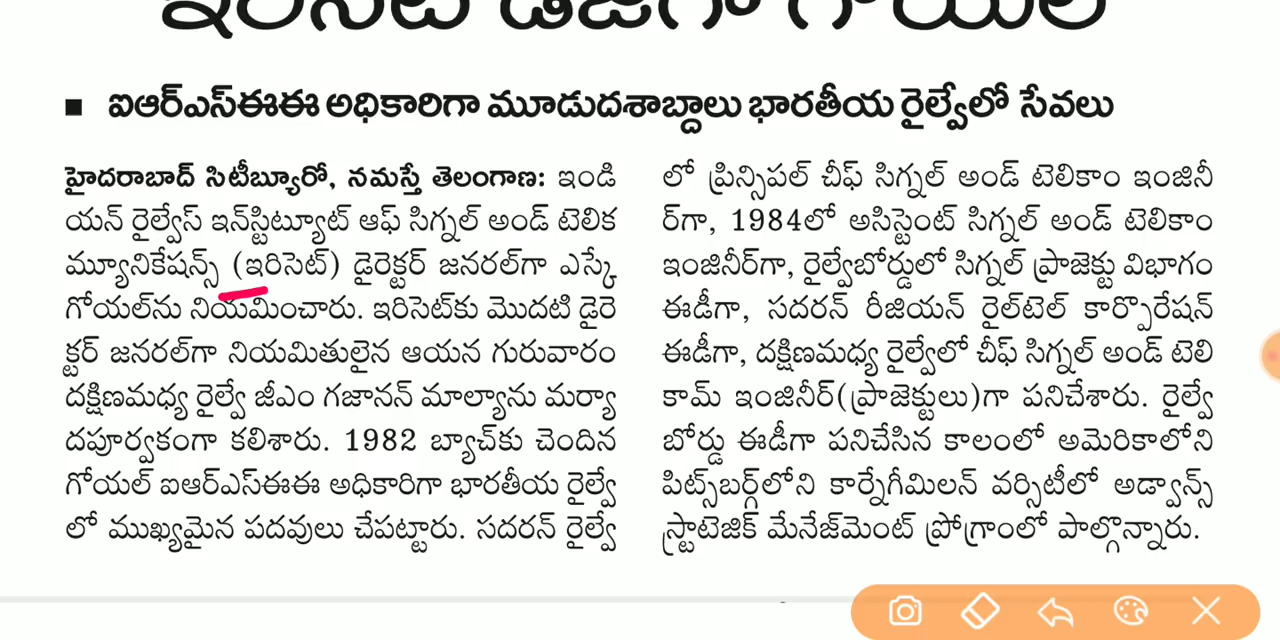 ఇరిసెట్ డీజీగా గోయల్
■ ఐఆర్ఎస్ఈఈ అధికారిగా మూడుదశాబ్దాలు భారతీయ రైల్వేలో సేవలు
హైదరాబాద్ సిటీబ్యూరో, నమస్తే తెలంగాణ: ఇండి
యన్ రైల్వేస్ ఇన్‌స్టిట్యూట్ ఆఫ్ సిగ్నల్ అండ్ టెలిక
మ్యూనికేషన్స్ (ఇరిసెట్) డైరెక్టర్ జనరల్‌గా ఎస్కే
గోయల్‌ను నియమించారు. ఇరిసెట్‌కు మొదటి డైరె
క్టర్ జనరల్‌గా నియమితులైన ఆయన గురువారం
దక్షిణమధ్య రైల్వే జీఎం గజానన్ మాల్యాను మర్యా
దపూర్వకంగా కలిశారు. 1982 బ్యాచ్‌కు చెందిన
గోయల్ ఐఆర్ఎస్ఈఈ అధికారిగా భారతీయ రైల్వే
లో ముఖ్యమైన పదవులు చేపట్టారు. సదరన్ రైల్వే
లో ప్రిన్సిపల్ చీఫ్ సిగ్నల్ అండ్ టెలికాం ఇంజినీ
ర్‌గా, 1984లో అసిస్టెంట్ సిగ్నల్ అండ్ టెలికాం
ఇంజినీర్‌గా, రైల్వేబోర్డులో సిగ్నల్ ప్రాజెక్టు విభాగం
ఈడీగా, సదరన్ రీజియన్ రైల్‌టెల్ కార్పొరేషన్
ఈడీగా, దక్షిణమధ్య రైల్వేలో చీఫ్ సిగ్నల్ అండ్ టెలి
కామ్ ఇంజినీర్(ప్రాజెక్టులు)గా పనిచేశారు. రైల్వే
బోర్డు ఈడీగా పనిచేసిన కాలంలో అమెరికాలోని
పిట్స్‌బర్గ్‌లోని కార్నేగీమిలన్ వర్సిటీలో అడ్వాన్స్
స్ట్రాటెజిక్ మేనేజ్‌మెంట్ ప్రోగ్రాంలో పాల్గొన్నారు.